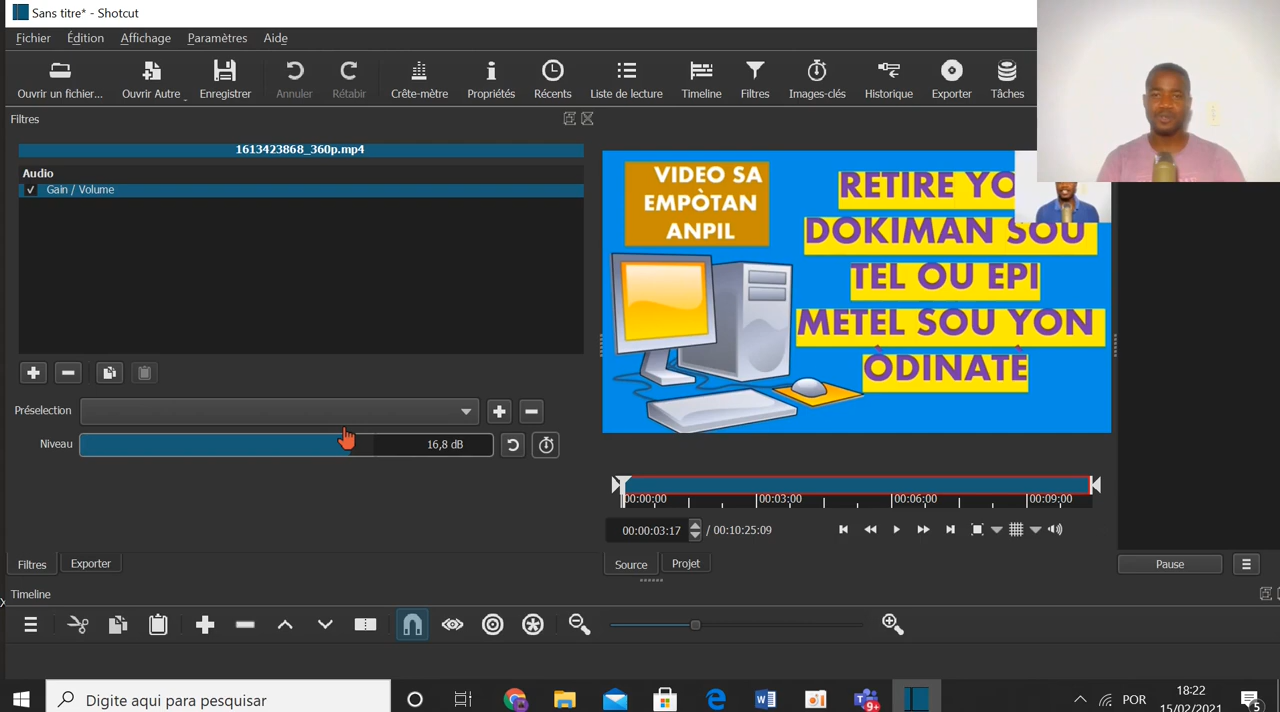 Sans titre* - Shotcut
Fichier Édition Affichage Paramètres Aide
Ouvrir un fichier... Ouvrir Autre Enregistrer Annuler Rétabir Crête-mètre Propriétés Récents Liste de lecture Timeline Filtres Images-clés Historique Exporter Tâches
Filtres
1613423868_360p.mp4
Audio
Gain / Volume
Présélection
Niveau 16,8 dB
Filtres Exporter
VIDEO SA
EMPÒTAN
ANPIL
RETIRE YO
DOKIMAN SOU
TEL OU EPI
METEL SOU YON
ÒDINATÈ
00:00:00 00:03:00 00:06:00 00:09:00
00:00:03:17 / 00:10:25:09
Source Projet
Pause
Timeline
Digite aqui para pesquisar
9+
POR
18:22
15/02/2021
5